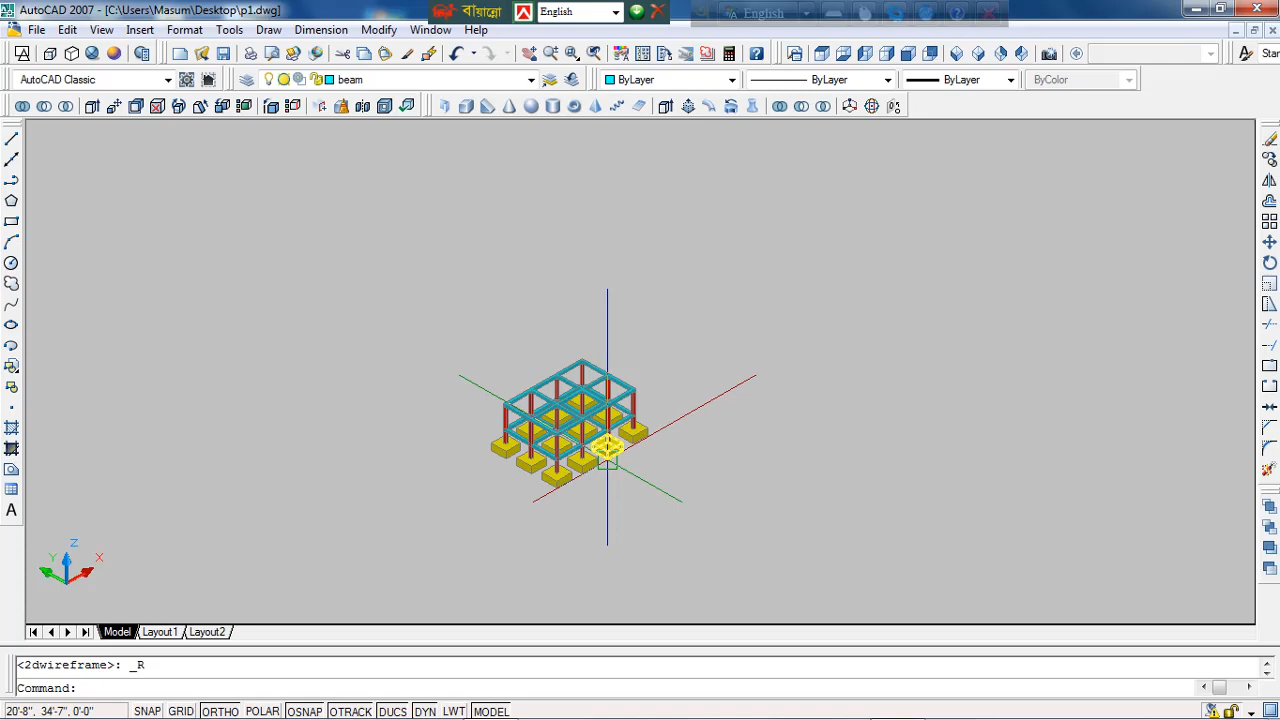 AutoCAD 2007 - [C:\Users\Masum\Desktop\p1.dwg]
বায়ান্নো
English
English
File Edit View Insert Format Tools Draw Dimension Modify Window Help
AutoCAD Classic
beam
ByLayer
ByLayer
ByLayer
ByColor
Z
Y
X
Model Layout1 Layout2
<2dwireframe>: _R
Command:
20'-8", 34'-7", 0'-0" SNAP GRID ORTHO POLAR OSNAP OTRACK DUCS DYN LWT MODEL